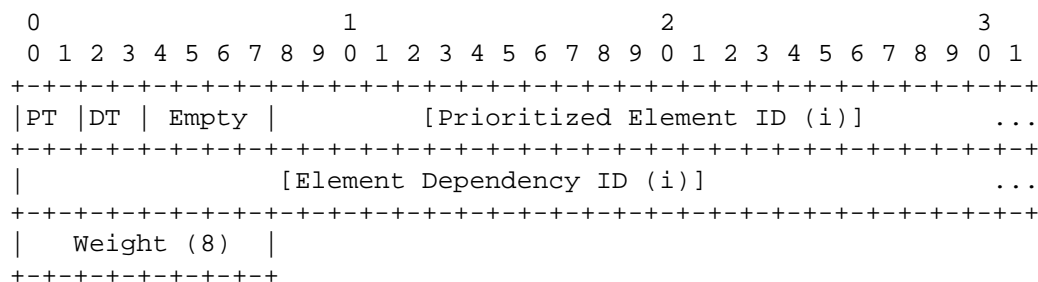 0                   1                   2                   3
 0 1 2 3 4 5 6 7 8 9 0 1 2 3 4 5 6 7 8 9 0 1 2 3 4 5 6 7 8 9 0 1
+-+-+-+-+-+-+-+-+-+-+-+-+-+-+-+-+-+-+-+-+-+-+-+-+-+-+-+-+-+-+-+-+
|PT |DT | Empty |         [Prioritized Element ID (i)]        ...
+-+-+-+-+-+-+-+-+-+-+-+-+-+-+-+-+-+-+-+-+-+-+-+-+-+-+-+-+-+-+-+-+
|                [Element Dependency ID (i)]                  ...
+-+-+-+-+-+-+-+-+-+-+-+-+-+-+-+-+-+-+-+-+-+-+-+-+-+-+-+-+-+-+-+-+
|   Weight (8)  |
+-+-+-+-+-+-+-+-+